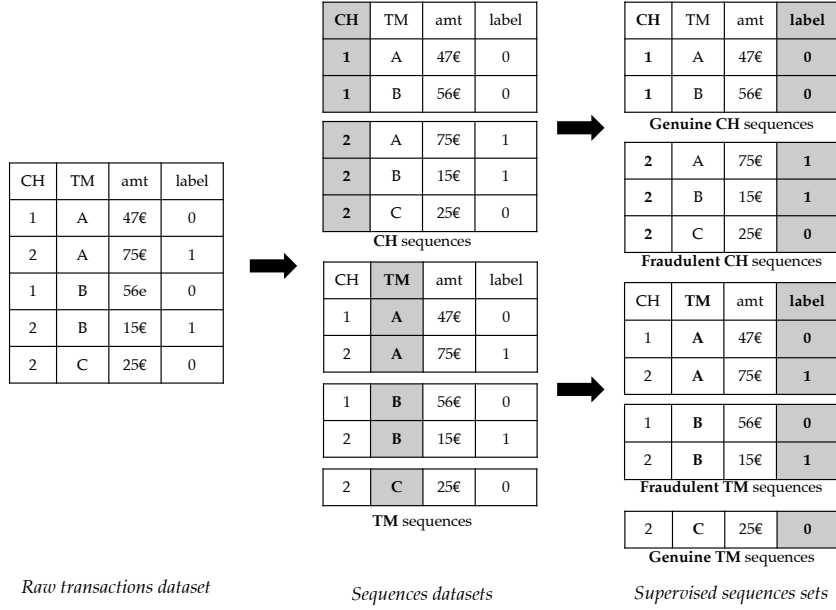 CH TM amt label
1 A 47€ 0
2 A 75€ 1
1 B 56e 0
2 B 15€ 1
2 C 25€ 0
Raw transactions dataset
CH TM amt label
1 A 47€ 0
1 B 56€ 0
2 A 75€ 1
2 B 15€ 1
2 C 25€ 0
CH sequences
CH TM amt label
1 A 47€ 0
2 A 75€ 1
1 B 56€ 0
2 B 15€ 1
2 C 25€ 0
TM sequences
Sequences datasets
CH TM amt label
1 A 47€ 0
1 B 56€ 0
Genuine CH sequences
2 A 75€ 1
2 B 15€ 1
2 C 25€ 0
Fraudulent CH sequences
CH TM amt label
1 A 47€ 0
2 A 75€ 1
1 B 56€ 0
2 B 15€ 1
Fraudulent TM sequences
2 C 25€ 0
Genuine TM sequences
Supervised sequences sets